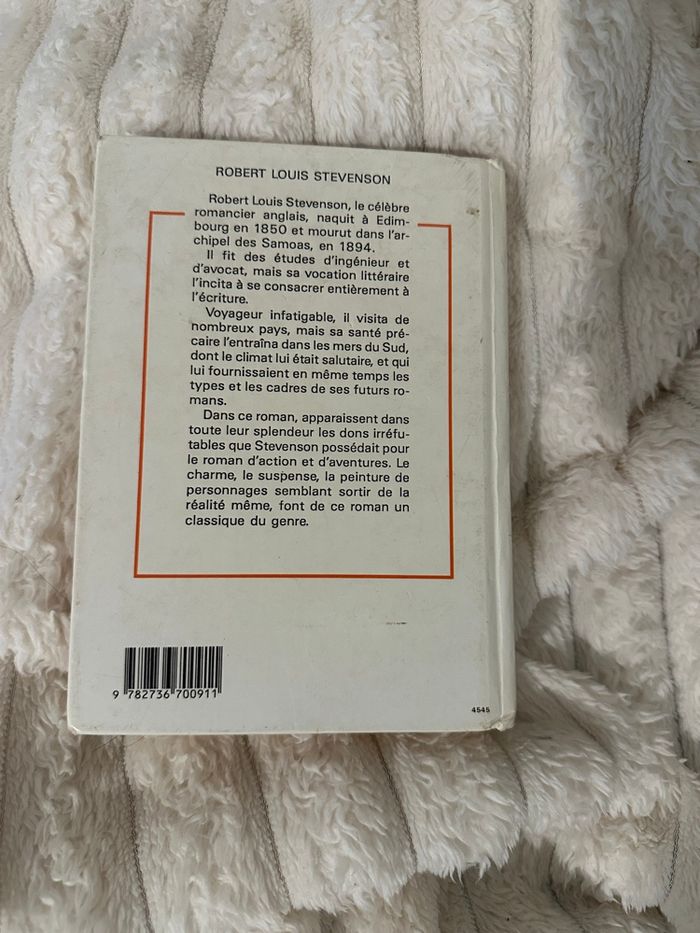 ROBERT LOUIS STEVENSON
Robert Louis Stevenson, le célèbre
romancier anglais, naquit à Edim-
bourg en 1850 et mourut dans l'ar-
chipel des Samoas, en 1894.
Il fit des études d'ingénieur et
d'avocat, mais sa vocation littéraire
l'incita à se consacrer entièrement à
l'écriture.
Voyageur infatigable, il visita de
nombreux pays, mais sa santé pré-
caire l'entraîna dans les mers du Sud,
dont le climat lui était salutaire, et qui
lui fournissaient en même temps les
types et les cadres de ses futurs ro-
mans.
Dans ce roman, apparaissent dans
toute leur splendeur les dons irréfu-
tables que Stevenson possédait pour
le roman d'action et d'aventures. Le
charme, le suspense, la peinture de
personnages semblant sortir de la
réalité même, font de ce roman un
classique du genre.
9 782736 700911
4545